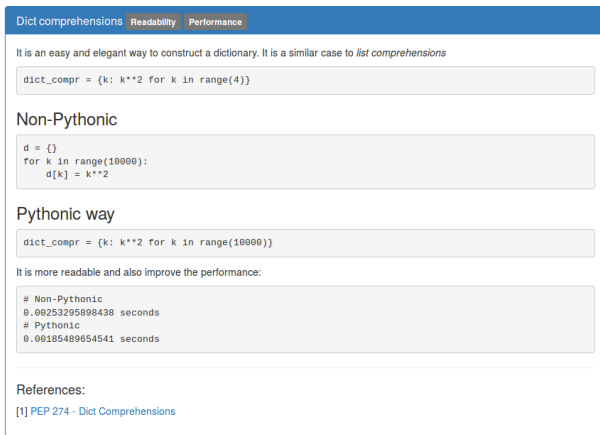 Dict comprehensions Readability Performance
It is an easy and elegant way to construct a dictionary. It is a similar case to list comprehensions
dict_compr = {k: k**2 for k in range(4)}
Non-Pythonic
d = {}
for k in range(10000):
    d[k] = k**2
Pythonic way
dict_compr = {k: k**2 for k in range(10000)}
It is more readable and also improve the performance:
# Non-Pythonic
0.00253295898438 seconds
# Pythonic
0.00185489654541 seconds
References:
[1] PEP 274 - Dict Comprehensions